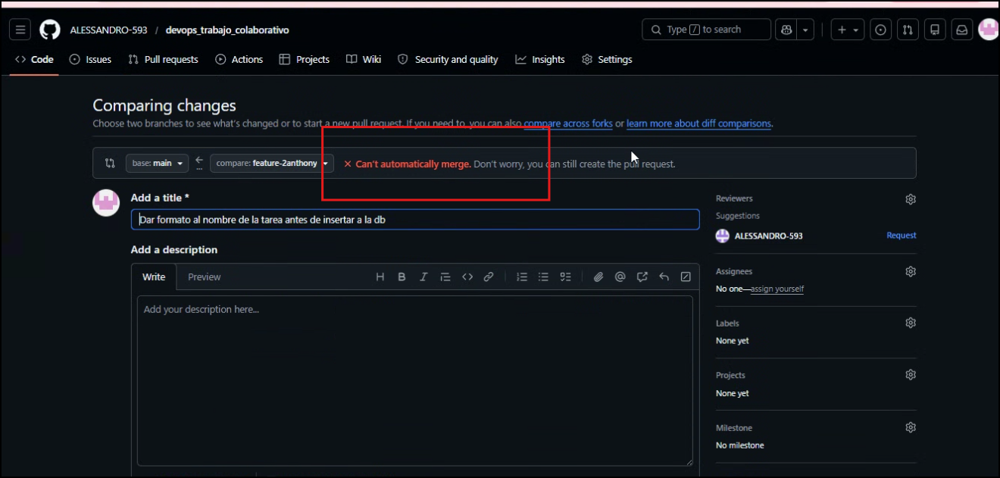 ALESSANDRO-593 / devops_trabajo_colaborativo
Type / to search
Code Issues Pull requests Actions Projects Wiki Security and quality Insights Settings
Comparing changes
Choose two branches to see what's changed or to start a new pull request. If you need to, you can also compare across forks or learn more about diff comparisons.
base: main ← ... compare: feature-2anthony × Can't automatically merge. Don't worry, you can still create the pull request.
Add a title *
Dar formato al nombre de la tarea antes de insertar a la db
Add a description
Write Preview
Add your description here...
Reviewers
Suggestions
ALESSANDRO-593 Request
Assignees
No one—assign yourself
Labels
None yet
Projects
None yet
Milestone
No milestone